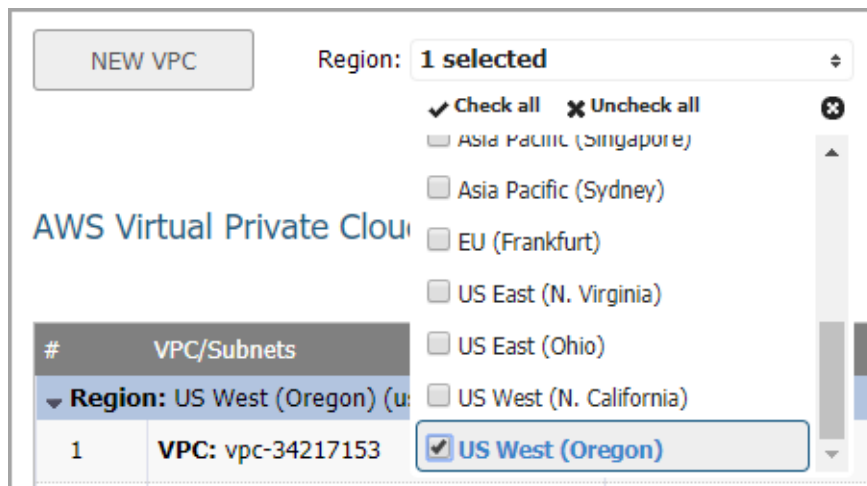 NEW VPC Region: 1 selected
Check all Uncheck all
Asia Pacific (Singapore)
Asia Pacific (Sydney)
AWS Virtual Private Clou
EU (Frankfurt)
US East (N. Virginia)
# VPC/Subnets US East (Ohio)
Region: US West (Oregon) (u US West (N. California)
1 VPC: vpc-34217153 US West (Oregon)